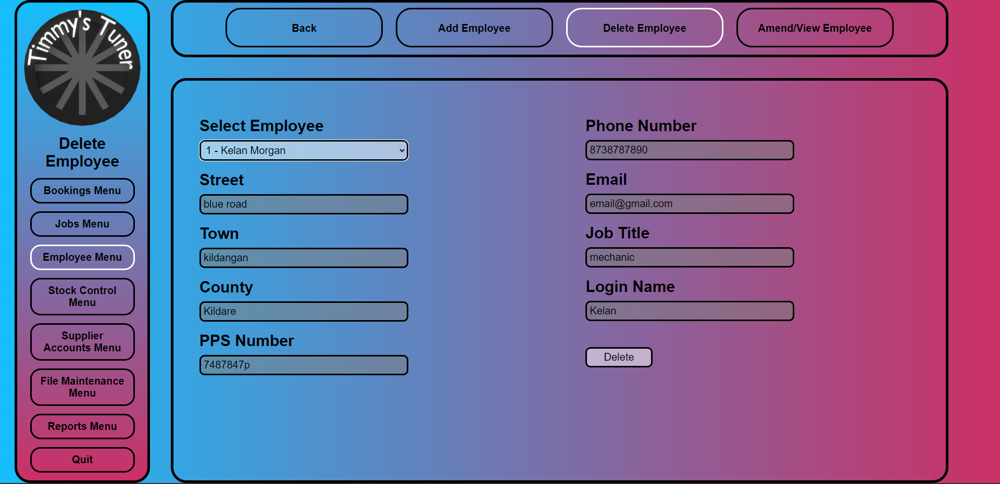 Timmy's Tuner
Delete
Employee
Bookings Menu
Jobs Menu
Employee Menu
Stock Control
Menu
Supplier
Accounts Menu
File Maintenance
Menu
Reports Menu
Quit
Back
Add Employee
Delete Employee
Amend/View Employee
Select Employee
1 - Kelan Morgan
Street
blue road
Town
kildangan
County
Kildare
PPS Number
7487847p
Phone Number
8738787890
Email
email@gmail.com
Job Title
mechanic
Login Name
Kelan
Delete